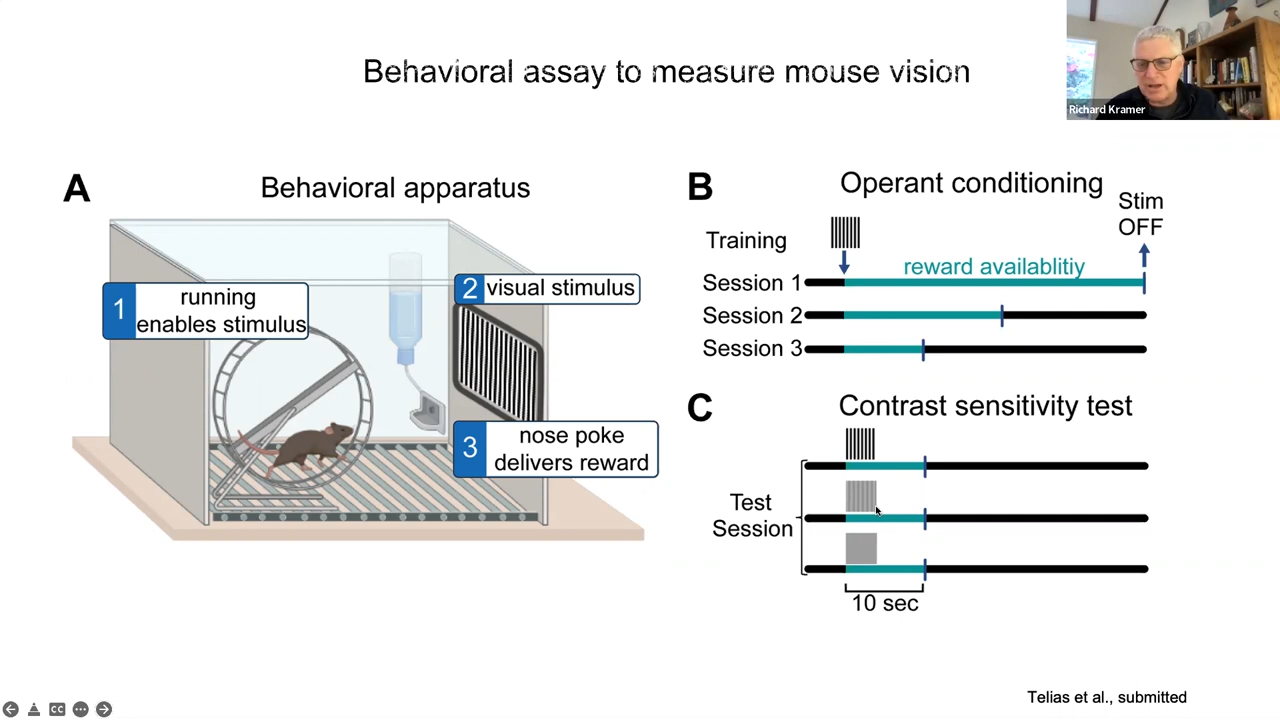 Behavioral assay to measure mouse vision
Richard Kramer
A
Behavioral apparatus
1
running
enables stimulus
2
visual stimulus
3
nose poke
delivers reward
B
Operant conditioning
Stim
OFF
Training
reward availablitiy
Session 1
Session 2
Session 3
C
Contrast sensitivity test
Test
Session
10 sec
Telias et al., submitted
CC